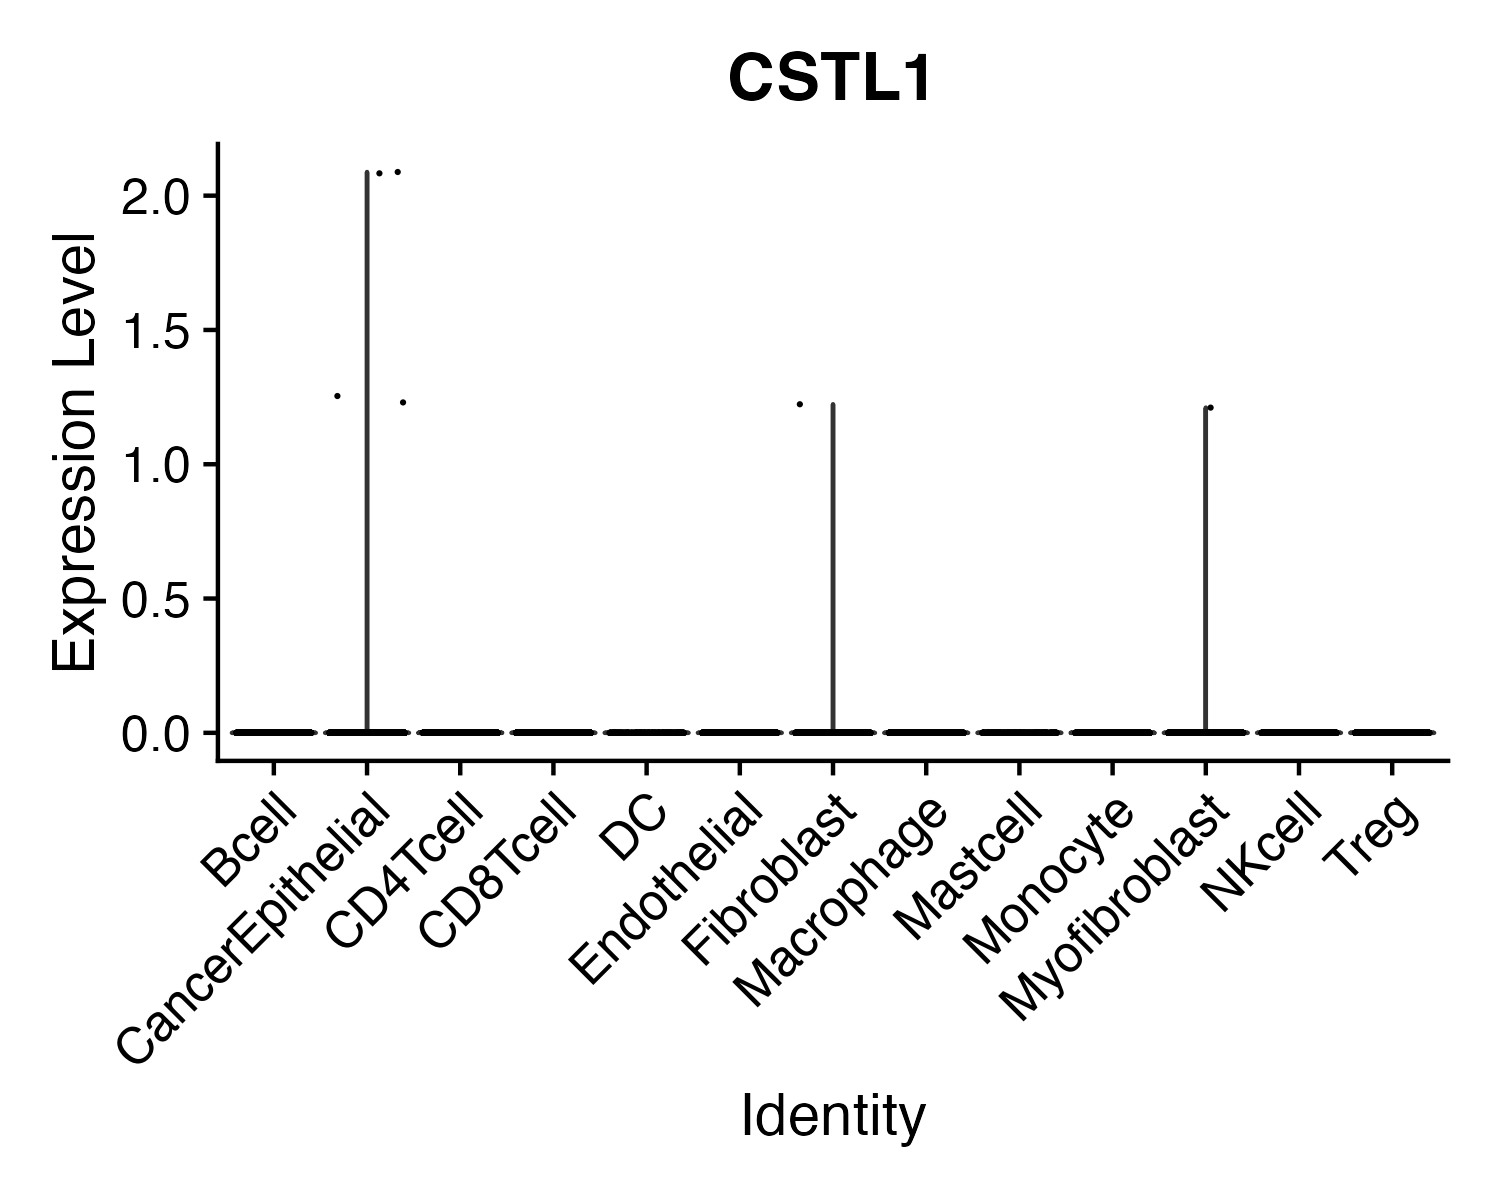 CSTL1
Expression Level
2.0
1.5
1.0
0.5
0.0
Bcell
CancerEpithelial
CD4Tcell
CD8Tcell
DC
Endothelial
Fibroblast
Macrophage
Mastcell
Monocyte
Myofibroblast
NKcell
Treg
Identity